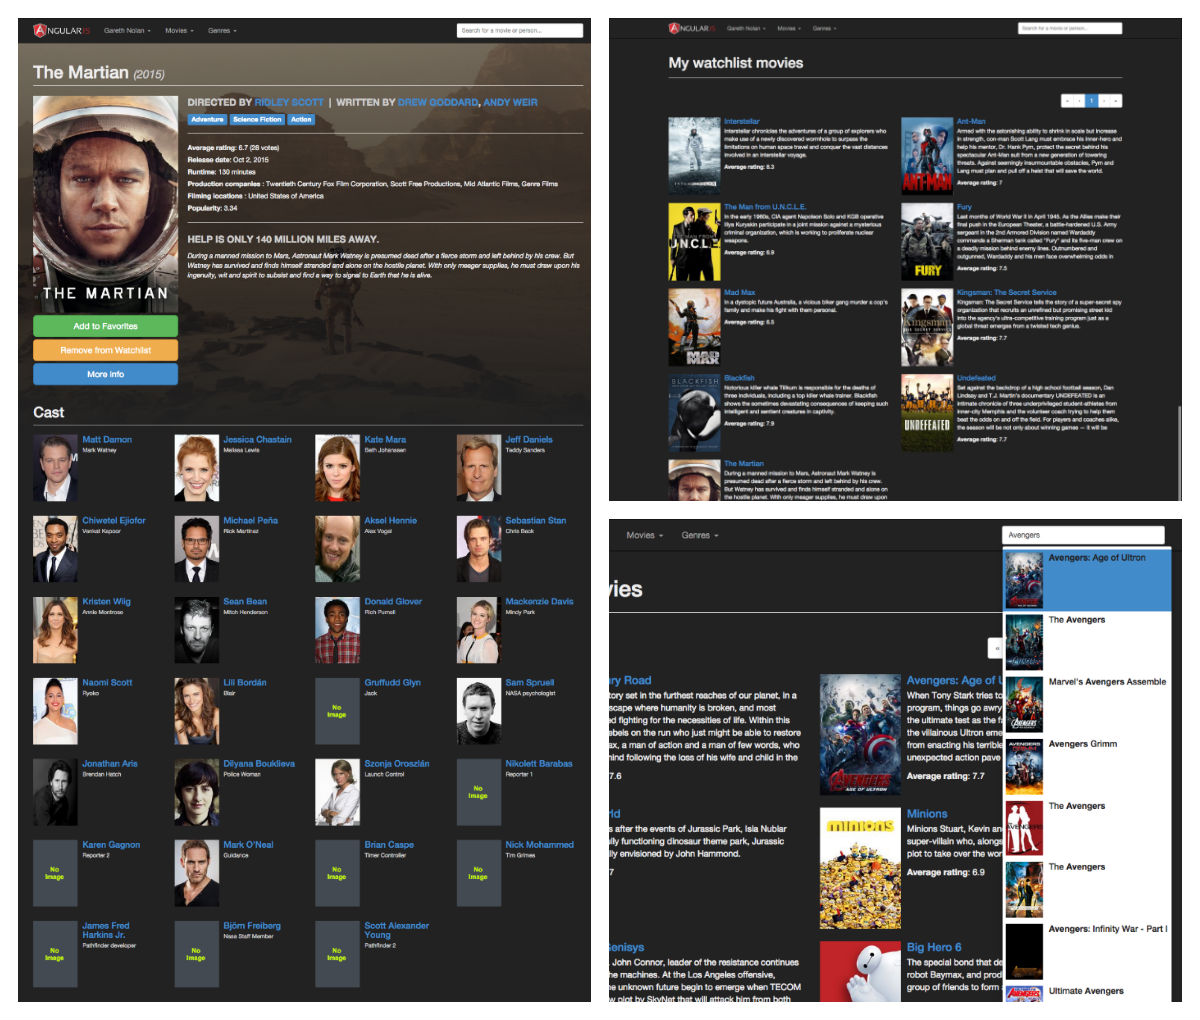 ANGULARJS
Gareth Nolan
Movies
Genres
Search for a movie or person...
The Martian (2015)
DIRECTED BY RIDLEY SCOTT | WRITTEN BY DREW GODDARD, ANDY WEIR
Adventure
Science Fiction
Action
Average rating: 6.7 (28 votes)
Release date: Oct 2, 2015
Runtime: 130 minutes
Production companies : Twentieth Century Fox Film Corporation, Scott Free Productions, Mid Atlantic Films, Genre Films
Filming locations : United States of America
Popularity: 3.34
HELP IS ONLY 140 MILLION MILES AWAY.
During a manned mission to Mars, Astronaut Mark Watney is presumed dead after a fierce storm and left behind by his crew. But
Watney has survived and finds himself stranded and alone on the hostile planet. With only meager supplies, he must draw upon his
ingenuity, wit and spirit to subsist and find a way to signal to Earth that he is alive.
THE MARTIAN
Add to Favorites
Remove from Watchlist
More info
Cast
Matt Damon
Mark Watney
Jessica Chastain
Melissa Lewis
Kate Mara
Beth Johanssen
Jeff Daniels
Teddy Sanders
Chiwetel Ejiofor
Venkat Kapoor
Michael Peña
Rick Martinez
Aksel Hennie
Alex Vogel
Sebastian Stan
Chris Beck
Kristen Wiig
Annie Montrose
Sean Bean
Mitch Henderson
Donald Glover
Rich Purnell
Mackenzie Davis
Mindy Park
Naomi Scott
Ryoko
Lili Bordán
Blair
No
Image
Gruffudd Glyn
Jack
Sam Spruell
NASA psychologist
Jonathan Aris
Brendan Hatch
Dilyana Bouklieva
Police Woman
Szonja Oroszlán
Launch Control
No
Image
Nikolett Barabas
Reporter 1
No
Image
Karen Gagnon
Reporter 2
Mark O'Neal
Guidance
No
Image
Brian Caspe
Timer Controller
No
Image
Nick Mohammed
Tim Grimes
No
Image
James Fred
Harkins Jr.
Pathfinder developer
No
Image
Björn Freiberg
Nasa Staff Member
No
Image
Scott Alexander
Young
Pathfinder 2
ANGULARJS
Gareth Nolan
Movies
Genres
Search for a movie or person...
My watchlist movies
« ‹ 1 › »
Interstellar
Interstellar chronicles the adventures of a group of explorers who
make use of a newly discovered wormhole to surpass the
limitations on human space travel and conquer the vast distances
involved in an interstellar voyage.
Average rating: 8.3
Ant-Man
Armed with the astonishing ability to shrink in scale but increase
in strength, con-man Scott Lang must embrace his inner-hero and
help his mentor, Dr. Hank Pym, protect the secret behind his
spectacular Ant-Man suit from a new generation of towering
threats. Against seemingly insurmountable obstacles, Pym and
Lang must plan and pull off a heist that will save the world.
Average rating: 7
ANT-MAN
The Man from U.N.C.L.E.
In the early 1960s, CIA agent Napoleon Solo and KGB operative
Illya Kuryakin participate in a joint mission against a mysterious
criminal organization, which is working to proliferate nuclear
weapons.
Average rating: 6.9
U.N.C.L.E
Fury
Last months of World War II in April 1945. As the Allies make their
final push in the European Theater, a battle-hardened U.S. Army
sergeant in the 2nd Armored Division named Wardaddy
commands a Sherman tank called "Fury" and its five-man crew on
a deadly mission behind enemy lines. Outnumbered and
outgunned, Wardaddy and his men face overwhelming odds in
Average rating: 7.5
FURY
Mad Max
In a dystopic future Australia, a vicious biker gang murder a cop's
family and make his fight with them personal.
Average rating: 6.5
MAD
MAX
Kingsman: The Secret Service
Kingsman: The Secret Service tells the story of a super-secret spy
organization that recruits an unrefined but promising street kid
into the agency's ultra-competitive training program just as a
global threat emerges from a twisted tech genius.
Average rating: 7.7
Kingsman
Blackfish
Notorious killer whale Tilikum is responsible for the deaths of
three individuals, including a top killer whale trainer. Blackfish
shows the sometimes devastating consequences of keeping such
intelligent and sentient creatures in captivity.
Average rating: 7.9
BLACKFISH
Undefeated
Set against the backdrop of a high school football season, Dan
Lindsay and T.J. Martin's documentary UNDEFEATED is an
intimate chronicle of three underprivileged student-athletes from
inner-city Memphis and the volunteer coach trying to help them
beat the odds on and off the field. For players and coaches alike,
the season will be not only about winning games — it will be
Average rating: 7.7
UNDEFEATED
The Martian
During a manned mission to Mars, Astronaut Mark Watney is
presumed dead after a fierce storm and left behind by his crew.
But Watney has survived and finds himself stranded and alone on
the hostile planet. With only meager supplies, he must draw upon
Movies
Genres
Avengers
vies
«
ry Road
tory set in the furthest reaches of our planet, in a
scape where humanity is broken, and most
ed fighting for the necessities of life. Within this
ebels on the run who just might be able to restore
ax, a man of action and a man of few words, who
mind following the loss of his wife and child in the
7.6
Avengers: Age of U
When Tony Stark tries to
program, things go awry
the ultimate test as the fa
the villainous Ultron eme
from enacting his terrible
unexpected action pave
Average rating: 7.7
AVENGERS
AGE OF ULTRON
rld
s after the events of Jurassic Park, Isla Nublar
lly functioning dinosaur theme park, Jurassic
lly envisioned by John Hammond.
7
MINIONS
Minions
Minions Stuart, Kevin an
super-villain who, alongs
plot to take over the wor
Average rating: 6.9
Genisys
John Connor, leader of the resistance continues
he machines. At the Los Angeles offensive,
e unknown future begin to emerge when TECOM
w plot by SkyNet that will attack him from both
Big Hero 6
The special bond that de
robot Baymax, and prod
group of friends to form
Avengers: Age of Ultron
The Avengers
Marvel's Avengers Assemble
Avengers Grimm
The Avengers
The Avengers
Avengers: Infinity War - Part I
Ultimate Avengers